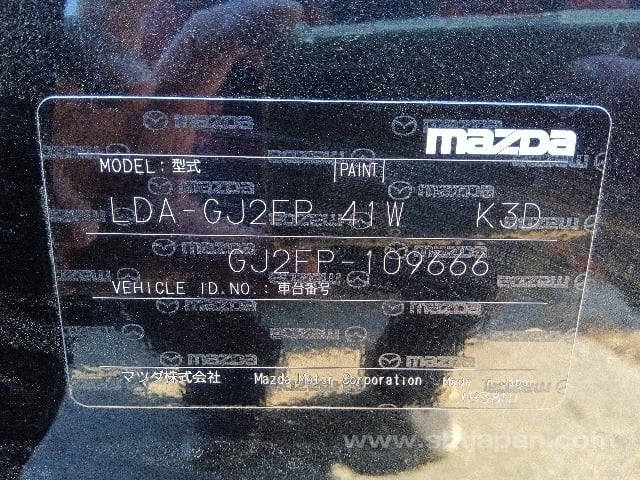 mazda
MODEL: 型式 PAINT
LDA-GJ2FP 41W K3D
GJ2FP-109666
VEHICLE ID.NO.: 車台番号
マツダ株式会社 Mazda Motor Corporation Made in Japan
www.sbtjapan.com